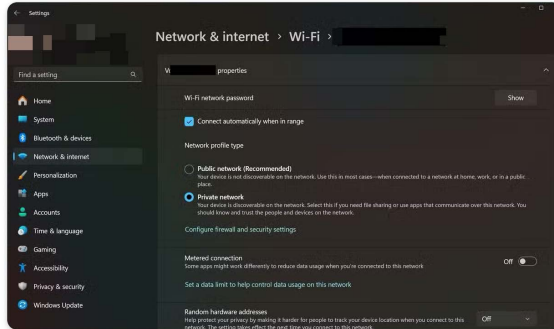 Settings
Network & internet > Wi-Fi >
Find a setting
Home
System
Bluetooth & devices
Network & internet
Personalization
Apps
Accounts
Time & language
Gaming
Accessibility
Privacy & security
Windows Update
properties
Wi-Fi network password
Show
Connect automatically when in range
Network profile type
Public network (Recommended)
Your device is not discoverable on the network. Use this in most cases—when connected to a network at home, work, or in a public
place.
Private network
Your device is discoverable on the network. Select this if you need file sharing or use apps that communicate over this network. You
should know and trust the people and devices on the network.
Configure firewall and security settings
Metered connection
Some apps might work differently to reduce data usage when you're connected to this network
Off
Set a data limit to help control data usage on this network
Random hardware addresses
Help protect your privacy by making it harder for people to track your device location when you connect to this
network. The setting takes effect the next time you connect to this network.
Off